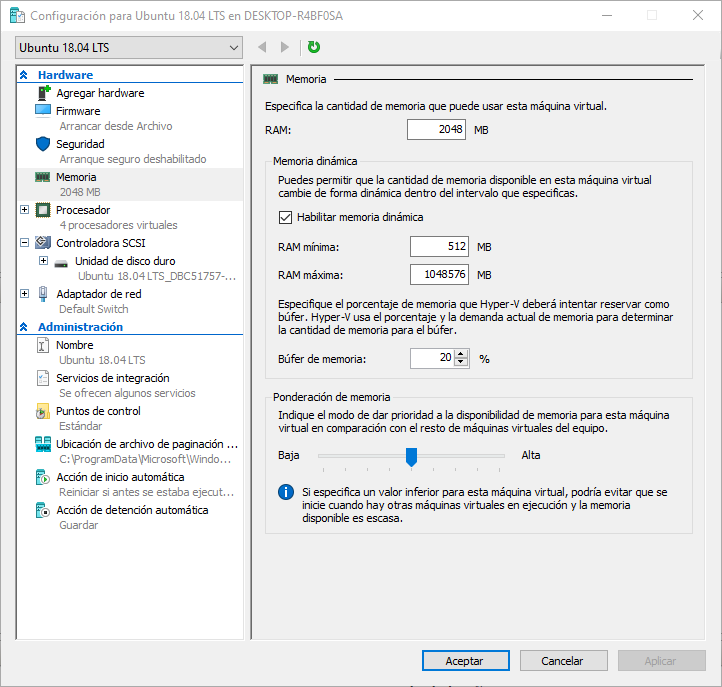 Configuración para Ubuntu 18.04 LTS en DESKTOP-R4BF0SA
Ubuntu 18.04 LTS
Hardware
Agregar hardware
Firmware
Arrancar desde Archivo
Seguridad
Arranque seguro deshabilitado
Memoria
2048 MB
Procesador
4 procesadores virtuales
Controladora SCSI
Unidad de disco duro
Ubuntu 18.04 LTS_DBC51757-...
Adaptador de red
Default Switch
Administración
Nombre
Ubuntu 18.04 LTS
Servicios de integración
Se ofrecen algunos servicios
Puntos de control
Estándar
Ubicación de archivo de paginación ...
C:\ProgramData\Microsoft\Windo...
Acción de inicio automática
Reiniciar si antes se estaba ejecut...
Acción de detención automática
Guardar
Memoria
Especifica la cantidad de memoria que puede usar esta máquina virtual.
RAM: 2048 MB
Memoria dinámica
Puedes permitir que la cantidad de memoria disponible en esta máquina virtual
cambie de forma dinámica dentro del intervalo que especificas.
Habilitar memoria dinámica
RAM mínima: 512 MB
RAM máxima: 1048576 MB
Especifique el porcentaje de memoria que Hyper-V deberá intentar reservar como
búfer. Hyper-V usa el porcentaje y la demanda actual de memoria para determinar
la cantidad de memoria para el búfer.
Búfer de memoria: 20 %
Ponderación de memoria
Indique el modo de dar prioridad a la disponibilidad de memoria para esta máquina
virtual en comparación con el resto de máquinas virtuales del equipo.
Baja Alta
Si especifica un valor inferior para esta máquina virtual, podría evitar que se
inicie cuando hay otras máquinas virtuales en ejecución y la memoria
disponible es escasa.
Aceptar Cancelar Aplicar